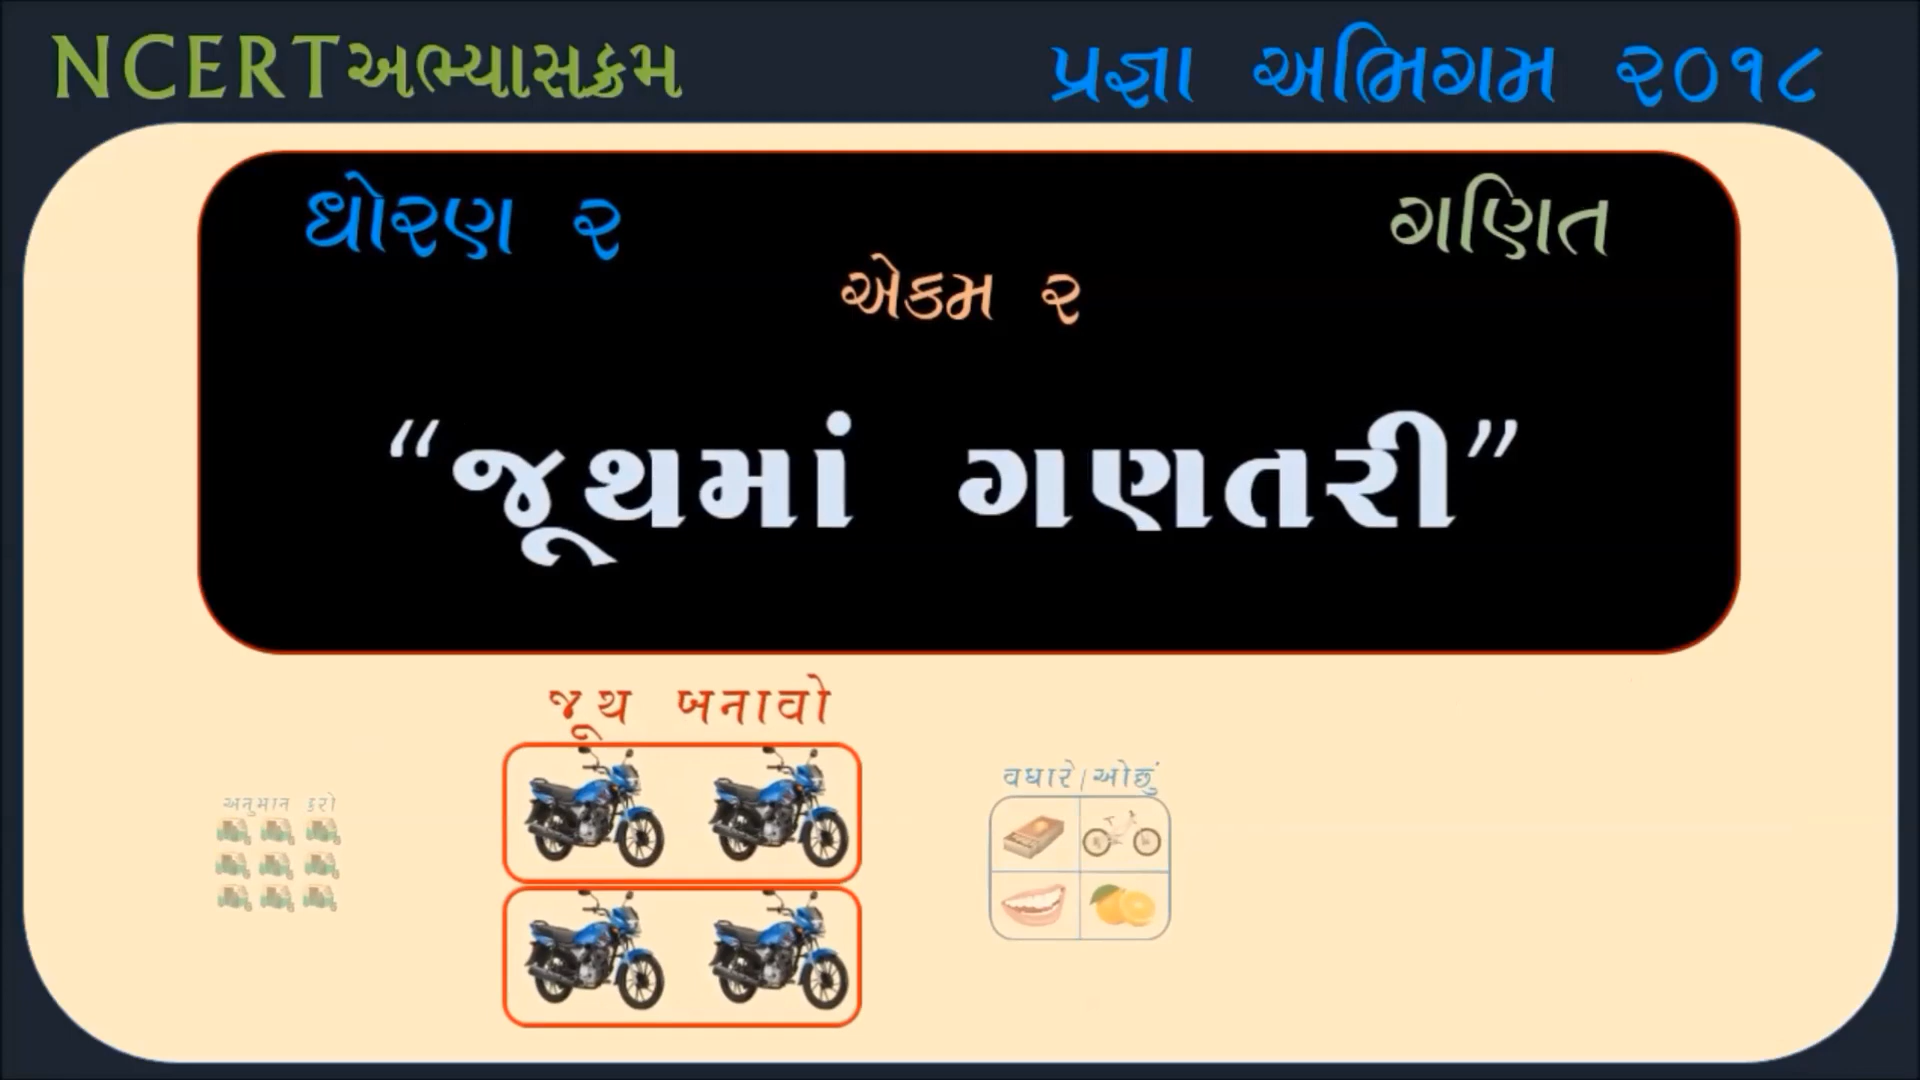 NCERTઅભ્યાસક્રમ
પ્રજ્ઞા અભિગમ ૨૦૧૮
ધોરણ ૨
ગણિત
એકમ ૨
“જૂથમાં ગણતરી”
જૂથ બનાવો
વધારે/ઓછું
અનુમાન કરો